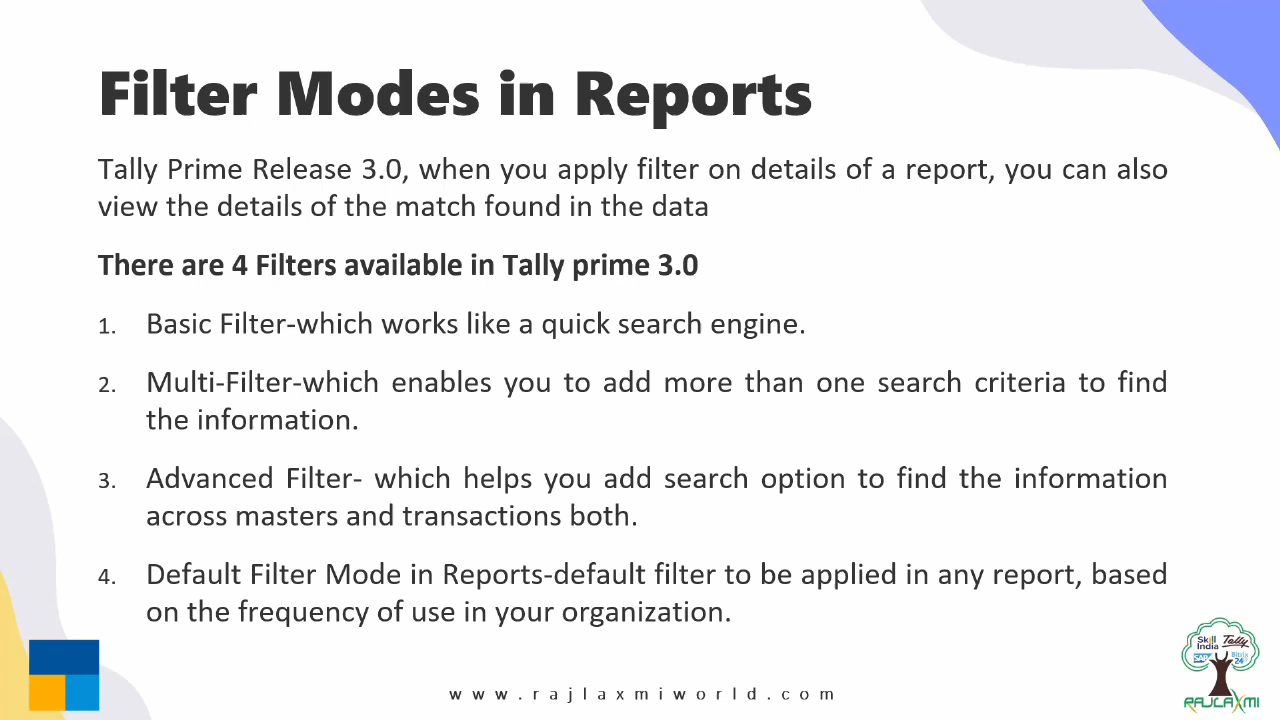 Filter Modes in Reports
Tally Prime Release 3.0, when you apply filter on details of a report, you can also
view the details of the match found in the data
There are 4 Filters available in Tally prime 3.0
1. Basic Filter-which works like a quick search engine.
2. Multi-Filter-which enables you to add more than one search criteria to find
the information.
3. Advanced Filter- which helps you add search option to find the information
across masters and transactions both.
4. Default Filter Mode in Reports-default filter to be applied in any report, based
on the frequency of use in your organization.
Skill India
Tally
SAP
Bitrix 24
RAJLAXMI
www.rajlaxmiworld.com